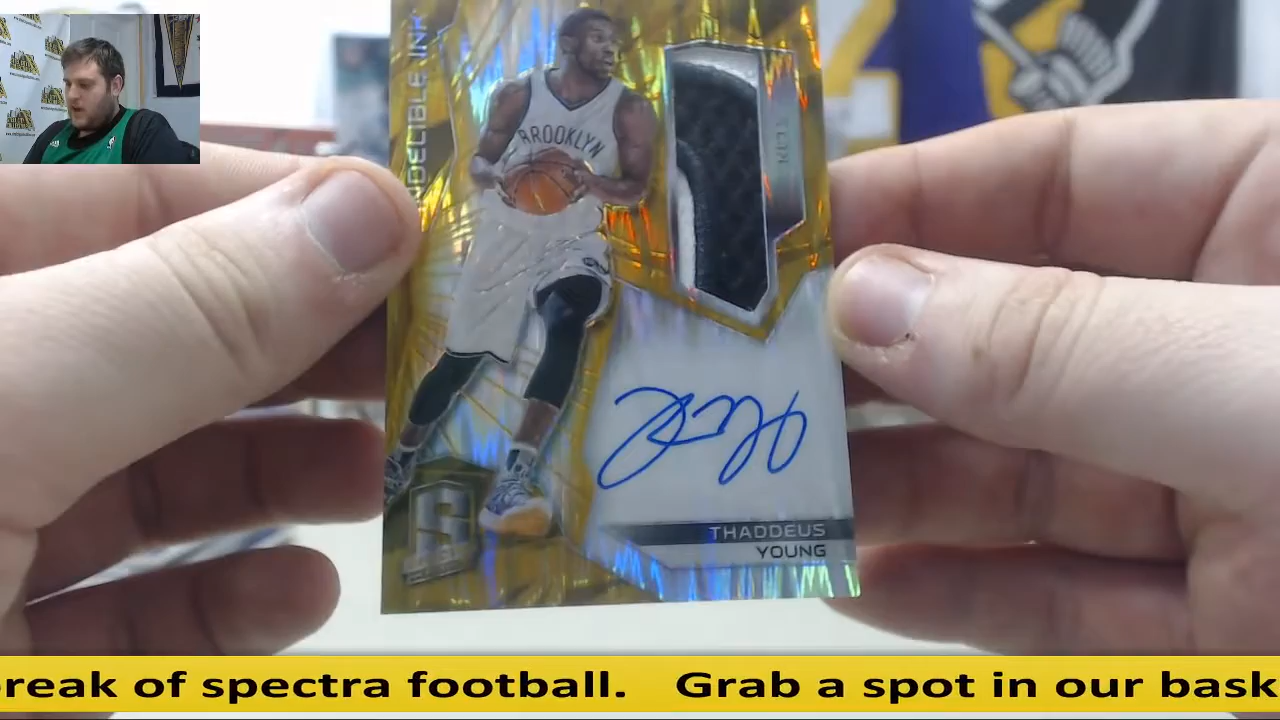 INDELIBLE INK
BROOKLYN
THADDEUS
YOUNG
reak of spectra football. Grab a spot in our bask